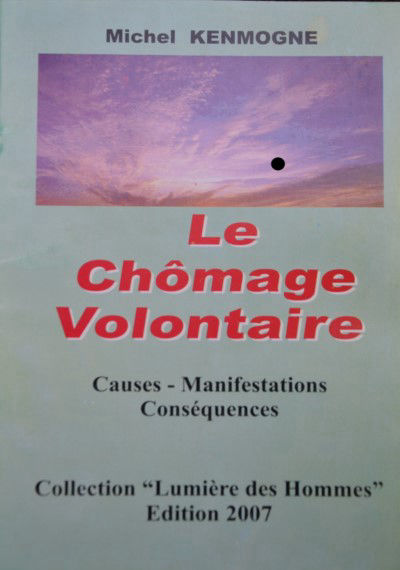 Michel KENMOGNE
Le
Chômage
Volontaire
Causes - Manifestations
Conséquences
Collection “Lumière des Hommes”
Edition 2007